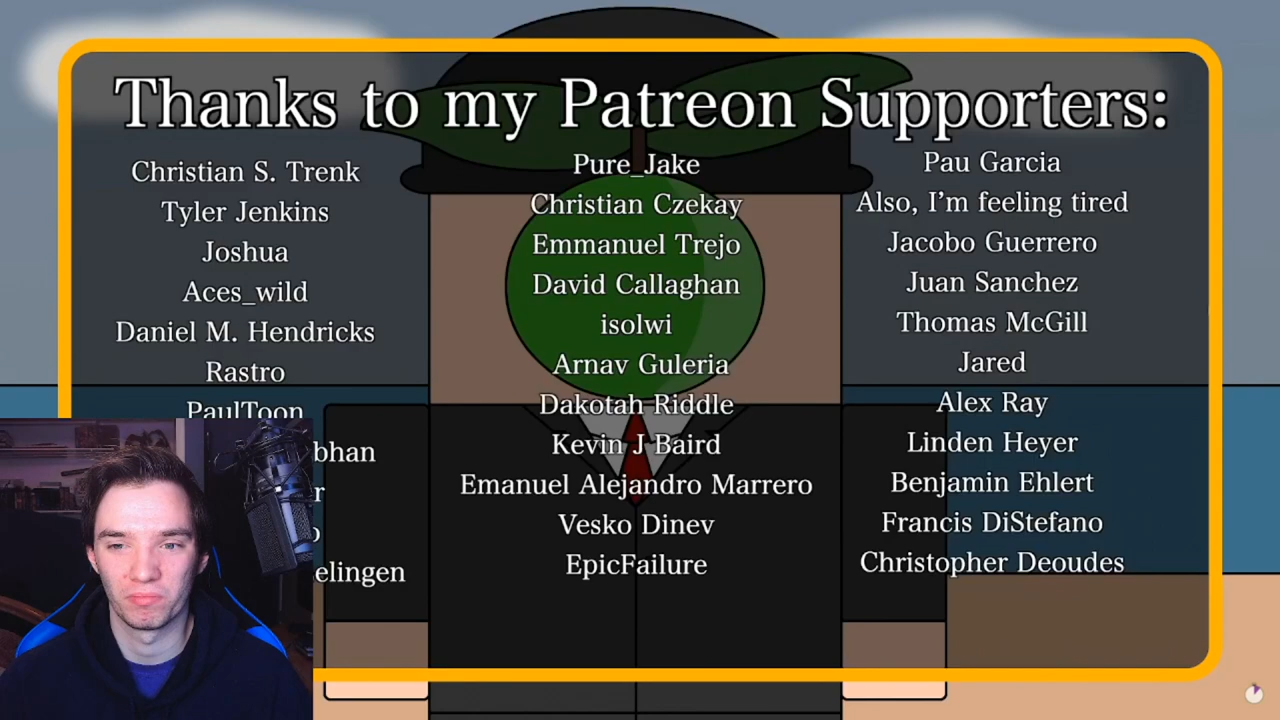 Thanks to my Patreon Supporters:
Christian S. Trenk
Tyler Jenkins
Joshua
Aces_wild
Daniel M. Hendricks
Rastro
PaulToon
Pure_Jake
Christian Czekay
Emmanuel Trejo
David Callaghan
isolwi
Arnav Guleria
Dakotah Riddle
Kevin J Baird
Emanuel Alejandro Marrero
Vesko Dinev
EpicFailure
Pau Garcia
Also, I’m feeling tired
Jacobo Guerrero
Juan Sanchez
Thomas McGill
Jared
Alex Ray
Linden Heyer
Benjamin Ehlert
Francis DiStefano
Christopher Deoudes